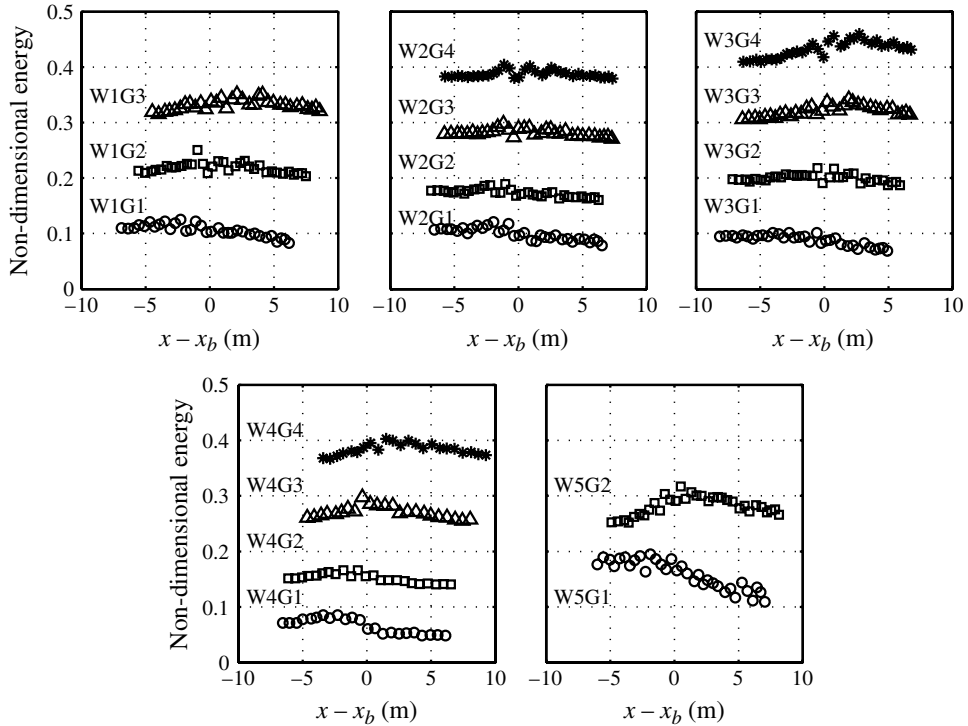 Non-dimensional energy
0.5
0.4
0.3
0.2
0.1
0
W1G3
W1G2
W1G1
–10 –5 0 5 10
x – x_b (m)
W2G4
W2G3
W2G2
W2G1
–10 –5 0 5 10
x – x_b (m)
W3G4
W3G3
W3G2
W3G1
–10 –5 0 5 10
x – x_b (m)
Non-dimensional energy
0.5
0.4
0.3
0.2
0.1
0
W4G4
W4G3
W4G2
W4G1
–10 –5 0 5 10
x – x_b (m)
W5G2
W5G1
–10 –5 0 5 10
x – x_b (m)